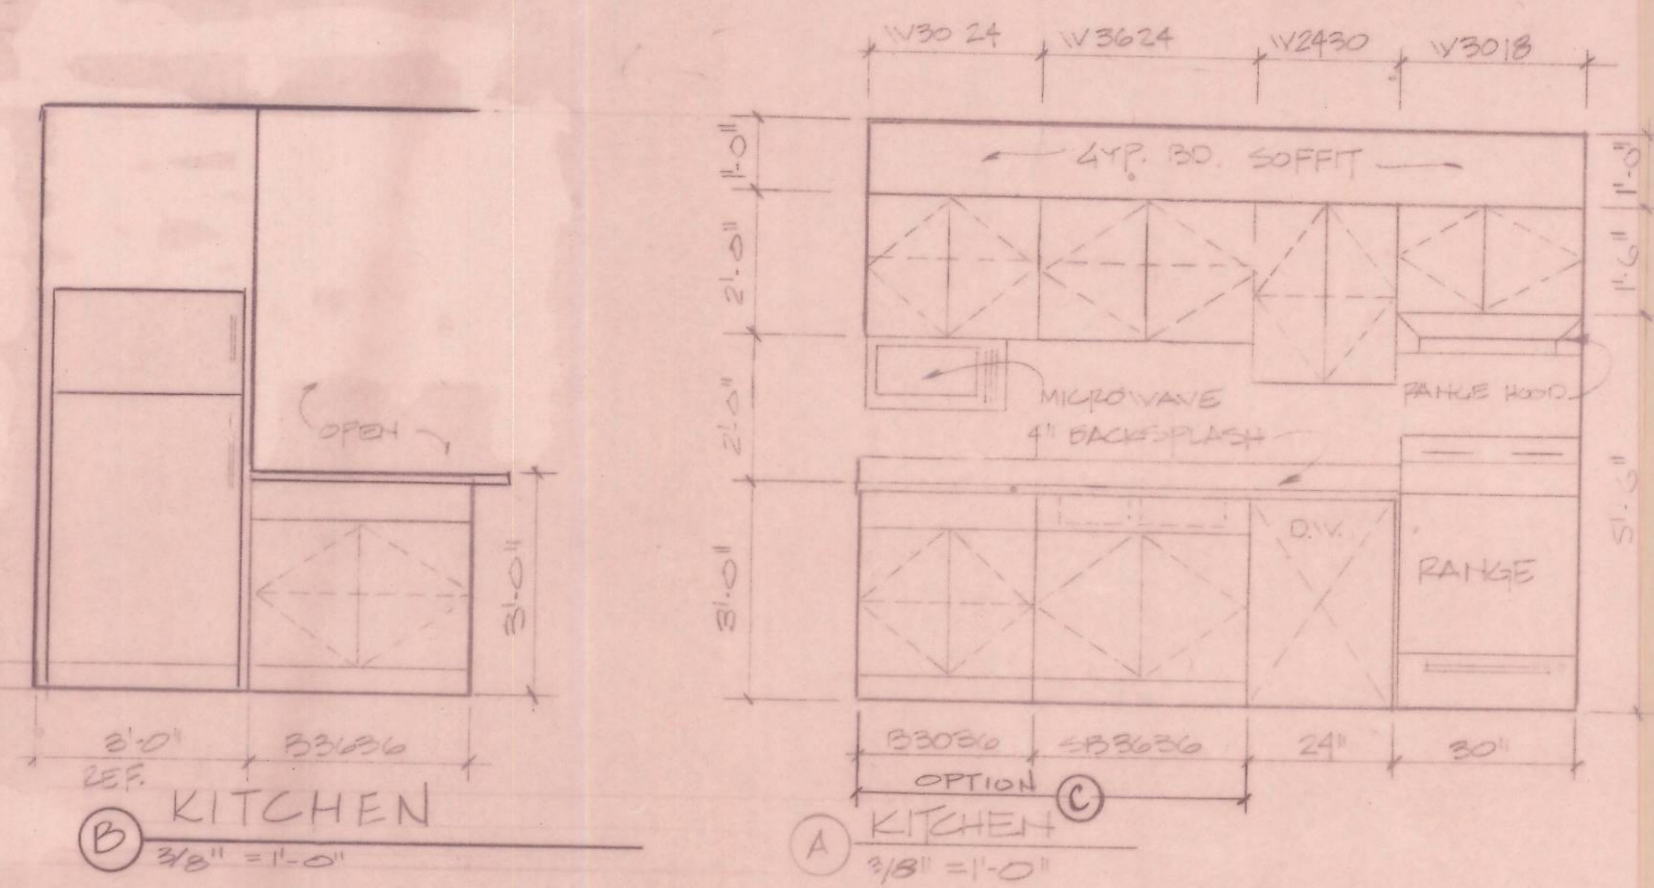 W3024 W3624 W2430 W3018
1'-0"
GYP. BD. SOFFIT
1'-0"
2'-0"
1'-6"
2'-0"
MICROWAVE
RANGE HOOD
4" BACKSPLASH
OPEN
3'-0"
3'-0"
D.W.
RANGE
5'-6"
3'-0"
REF.
B3636
B3036 SB3636 24" 30"
OPTION C
B KITCHEN
3/8" = 1'-0"
A KITCHEN
3/8" = 1'-0"